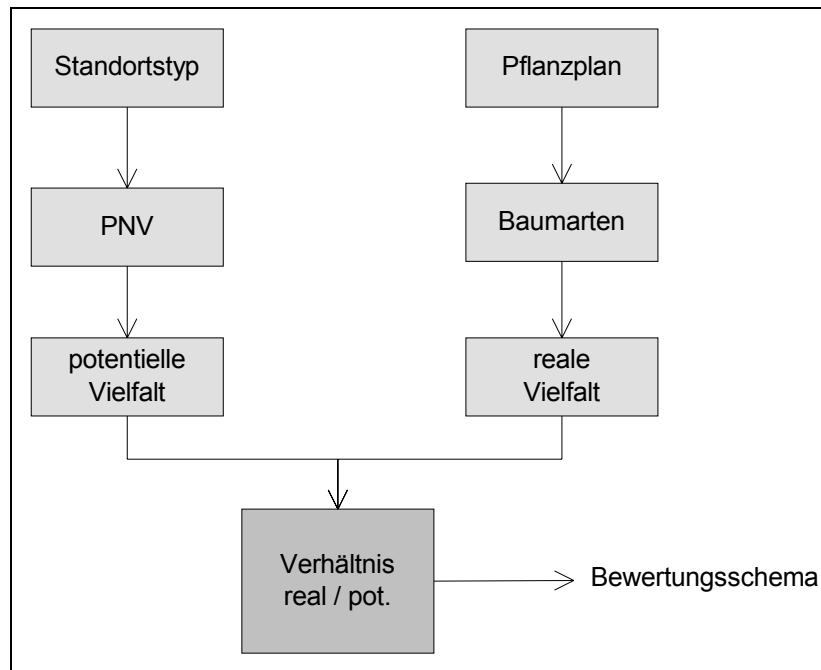 Standortstyp
Pflanzplan
PNV
Baumarten
potentielle
Vielfalt
reale
Vielfalt
Verhältnis
real / pot.
Bewertungsschema